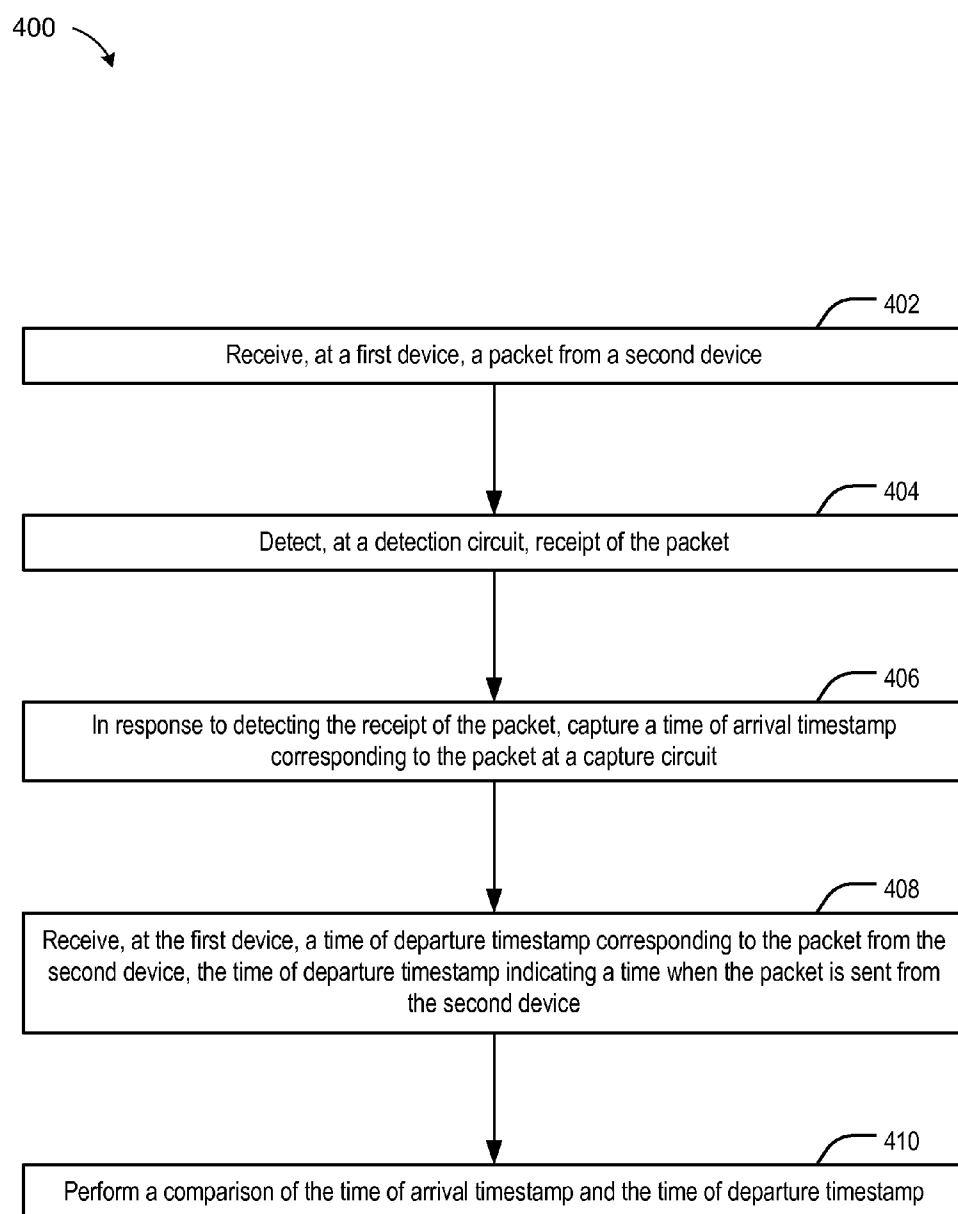 400
402
Receive, at a first device, a packet from a second device
404
Detect, at a detection circuit, receipt of the packet
406
In response to detecting the receipt of the packet, capture a time of arrival timestamp
corresponding to the packet at a capture circuit
408
Receive, at the first device, a time of departure timestamp corresponding to the packet from the
second device, the time of departure timestamp indicating a time when the packet is sent from
the second device
410
Perform a comparison of the time of arrival timestamp and the time of departure timestamp